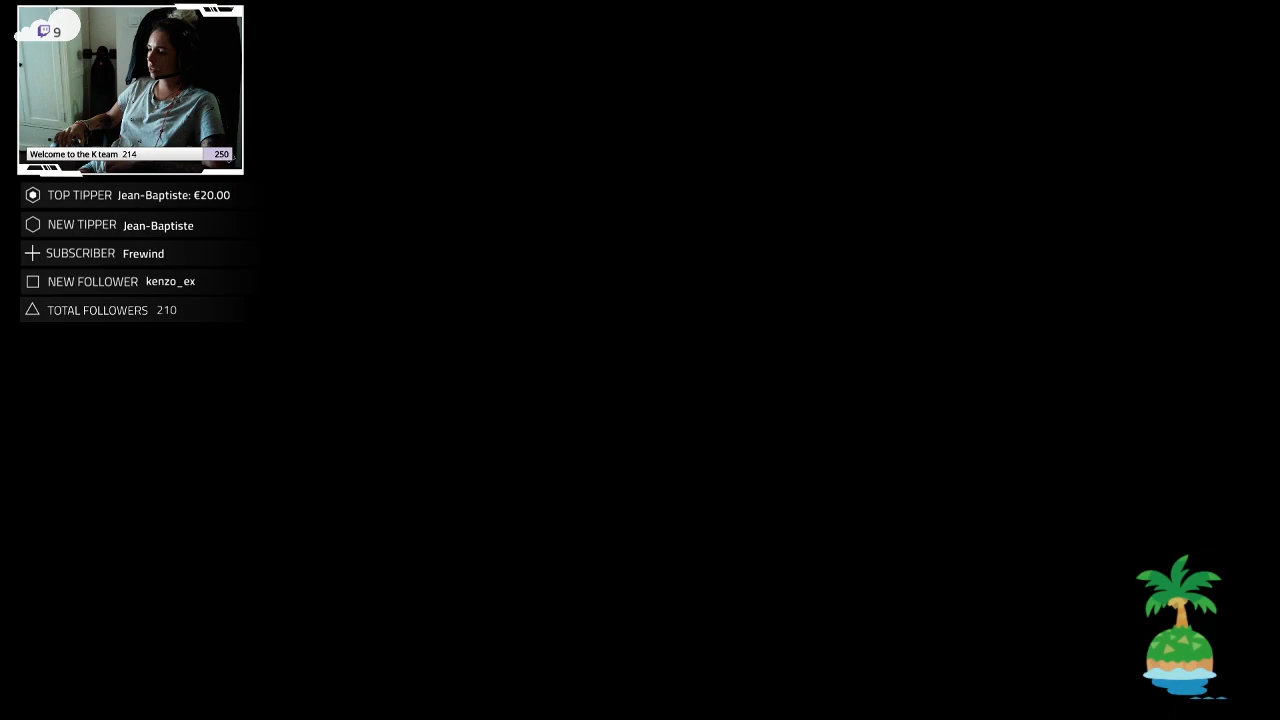 9
Welcome to the K team 214 250
TOP TIPPER Jean-Baptiste: €20.00
NEW TIPPER Jean-Baptiste
SUBSCRIBER Frewind
NEW FOLLOWER kenzo_ex
TOTAL FOLLOWERS 210